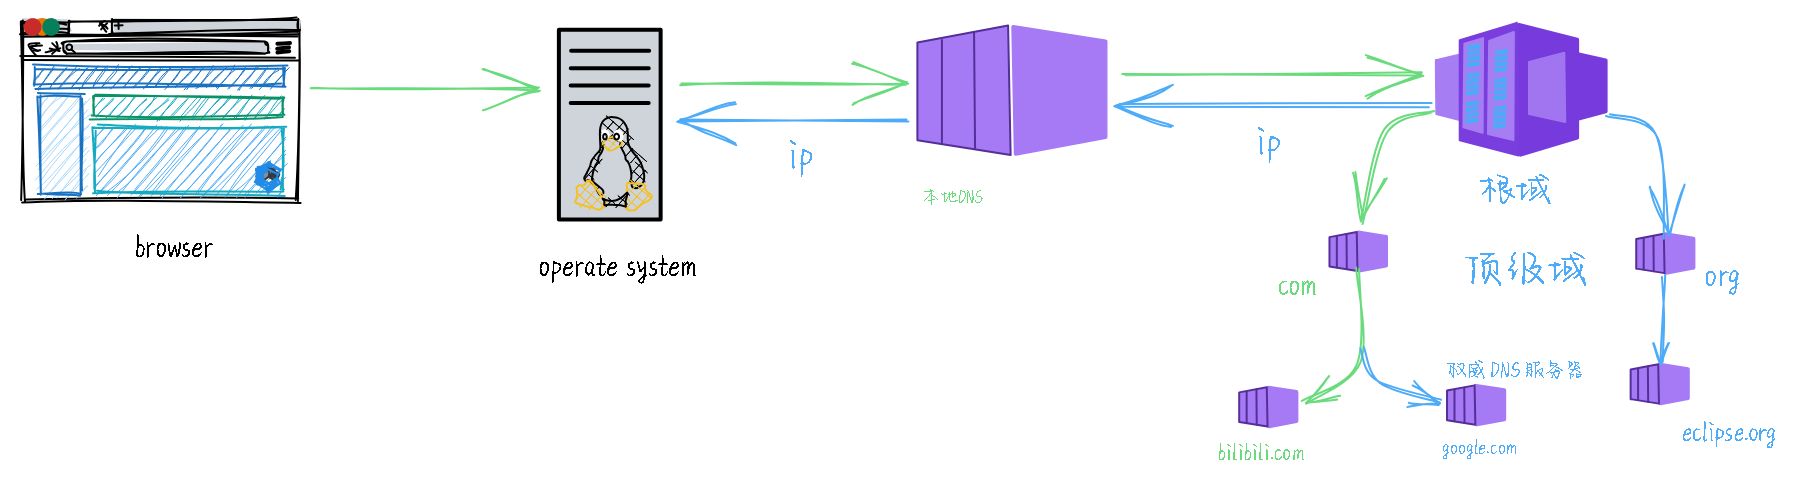 browser
operate system
ip
本地DNS
ip
根域
顶级域
com
org
权威 DNS 服务器
bilibili.com
google.com
eclipse.org